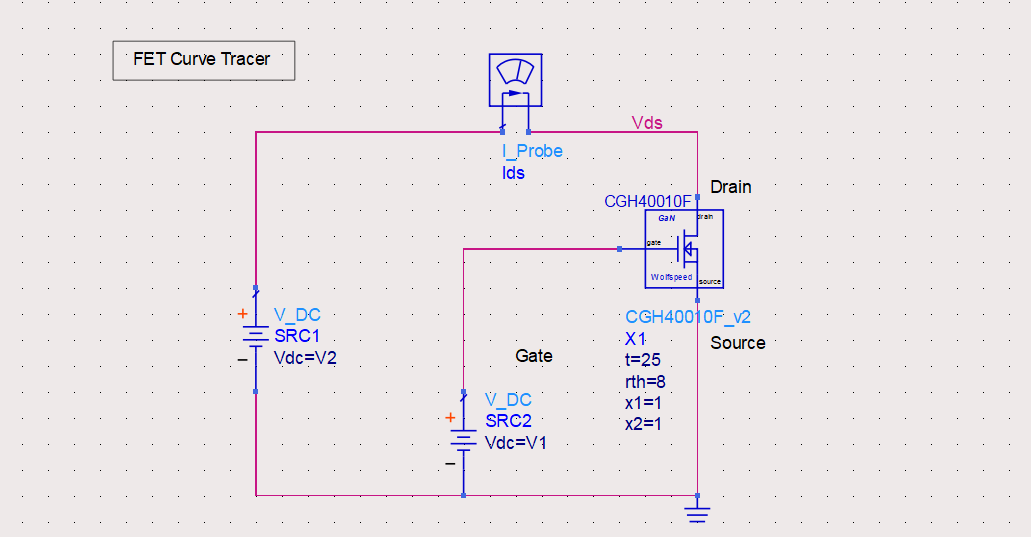 FET Curve Tracer
Vds
I_Probe
Ids
Drain
CGH40010F
GaN
drain
gate
Wolfspeed
source
+
V_DC
SRC1
Vdc=V2
–
CGH40010F_v2
X1
t=25
rth=8
x1=1
x2=1
Source
Gate
+
V_DC
SRC2
Vdc=V1
–